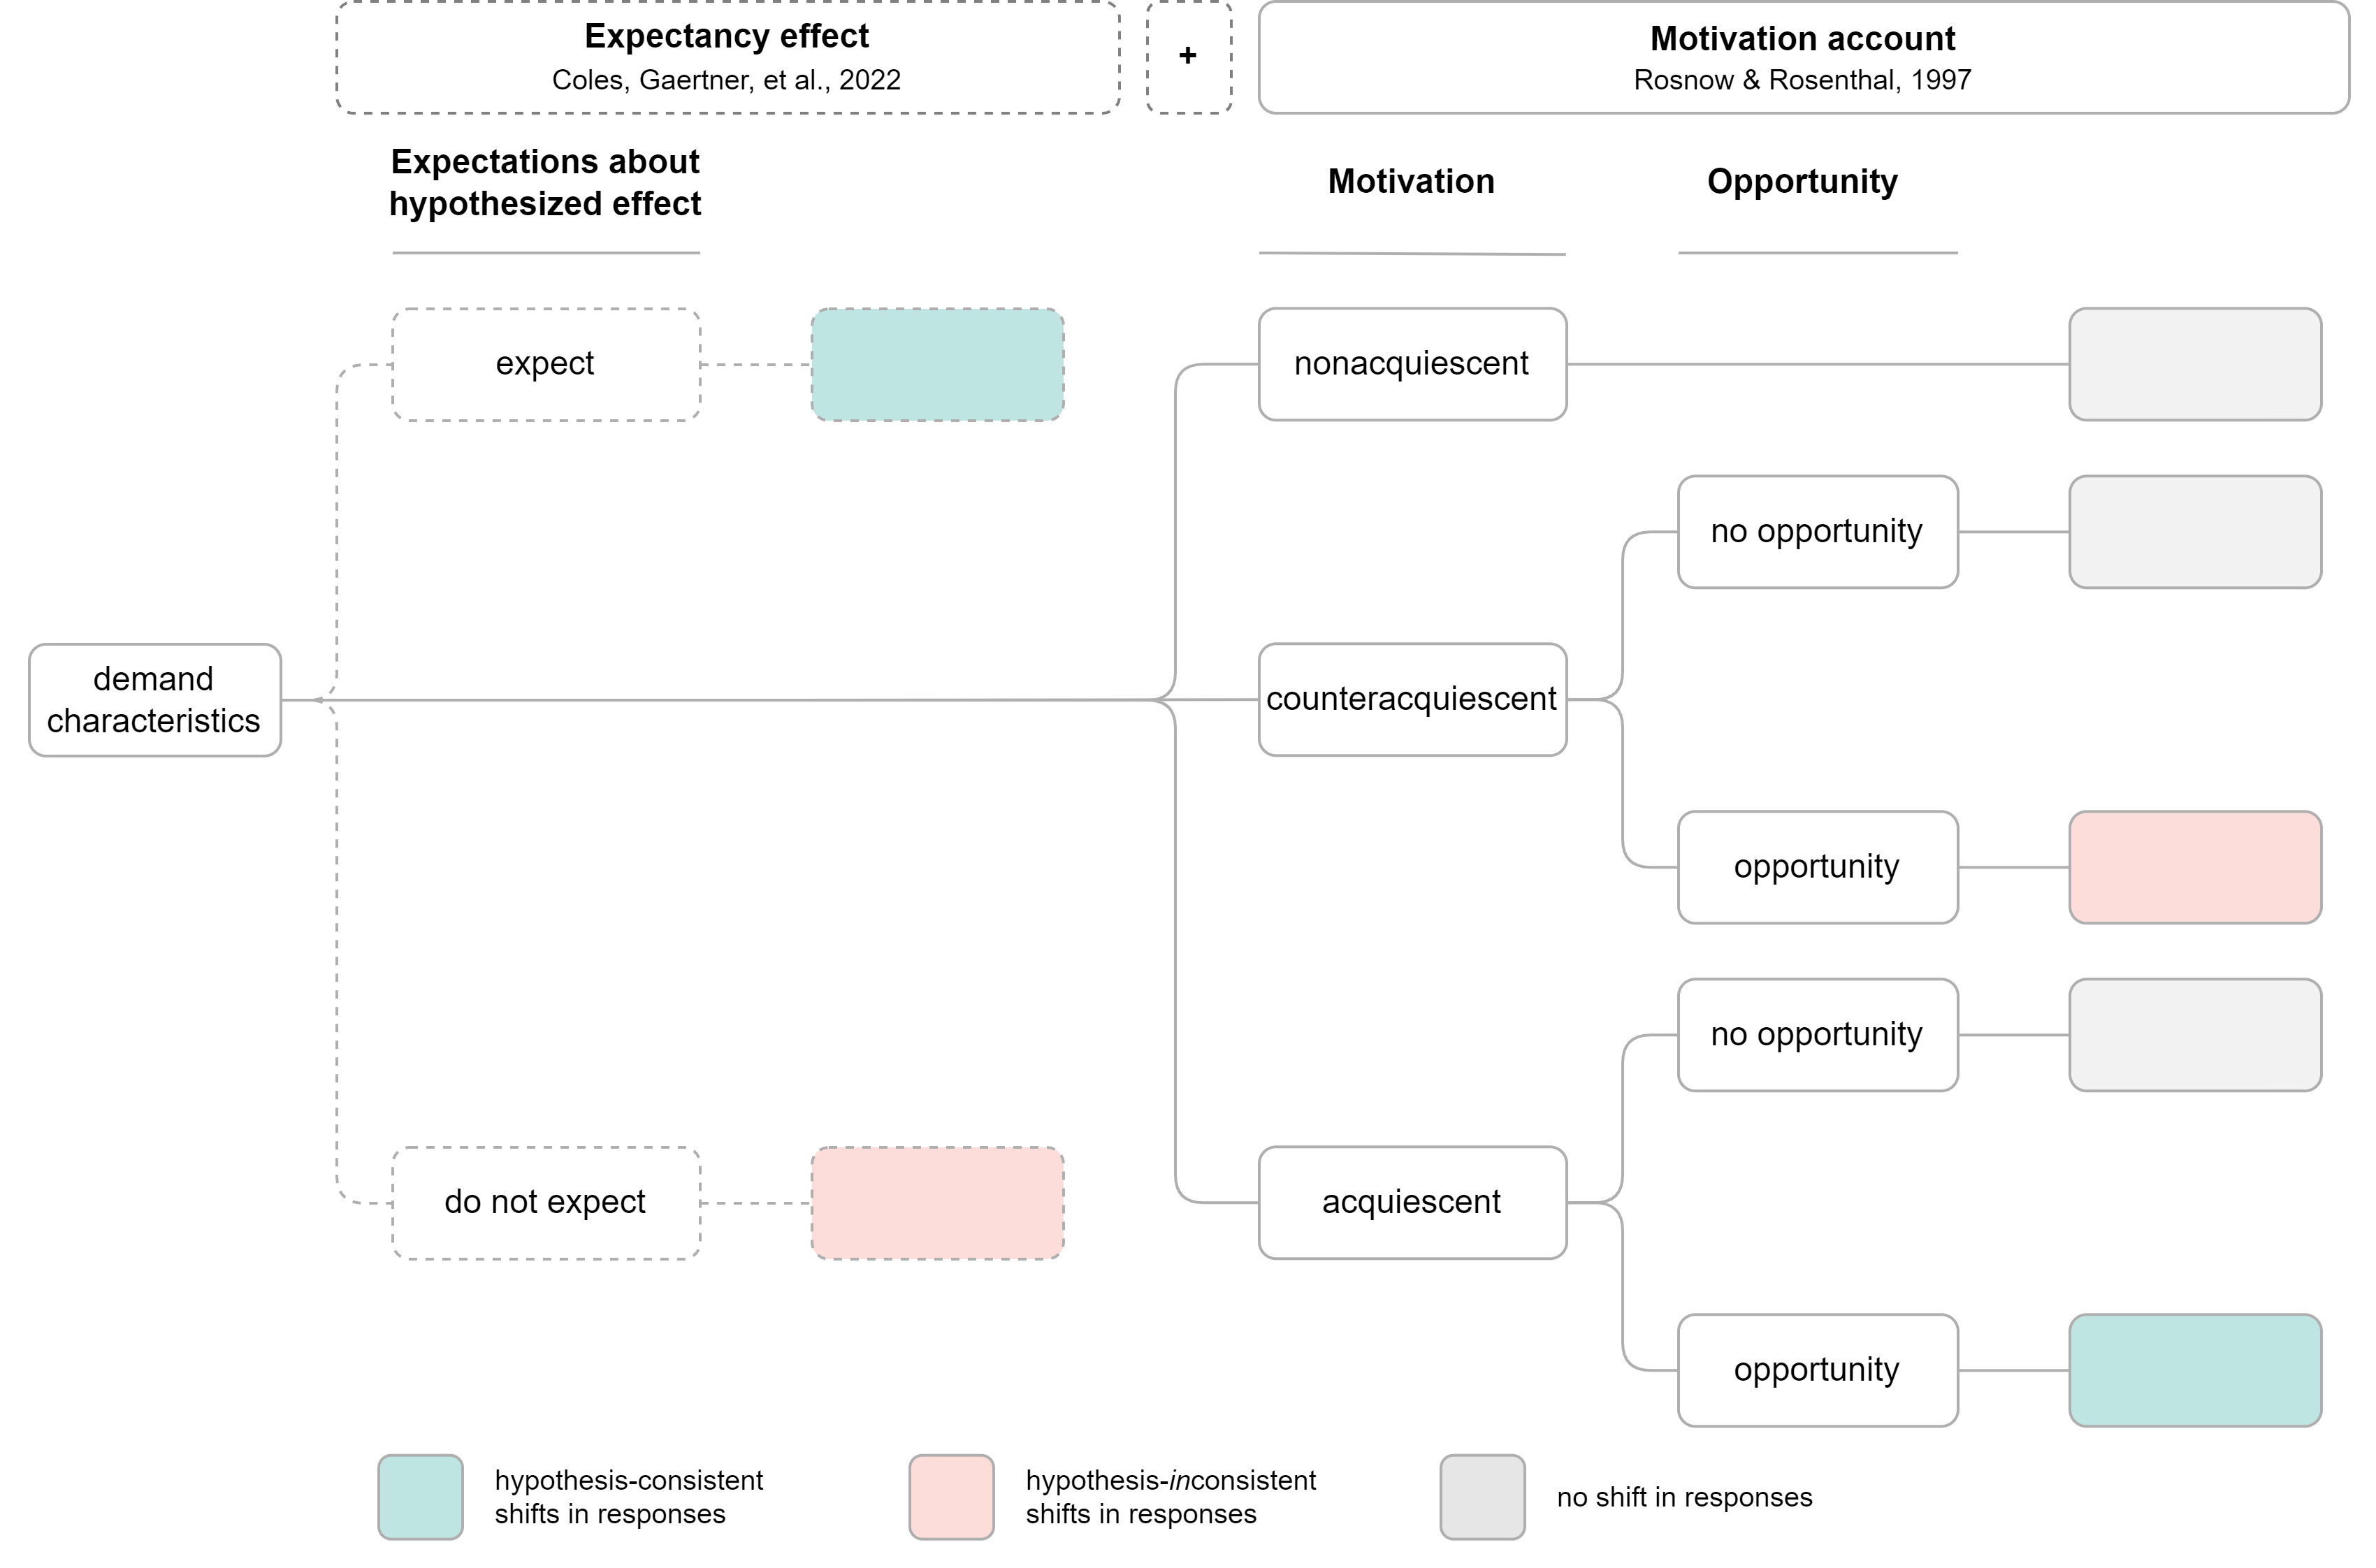 Expectancy effect
Coles, Gaertner, et al., 2022
+
Motivation account
Rosnow & Rosenthal, 1997
Expectations about
hypothesized effect
Motivation
Opportunity
expect
nonacquiescent
no opportunity
demand
characteristics
counteracquiescent
opportunity
no opportunity
do not expect
acquiescent
opportunity
hypothesis-consistent
shifts in responses
hypothesis-inconsistent
shifts in responses
no shift in responses